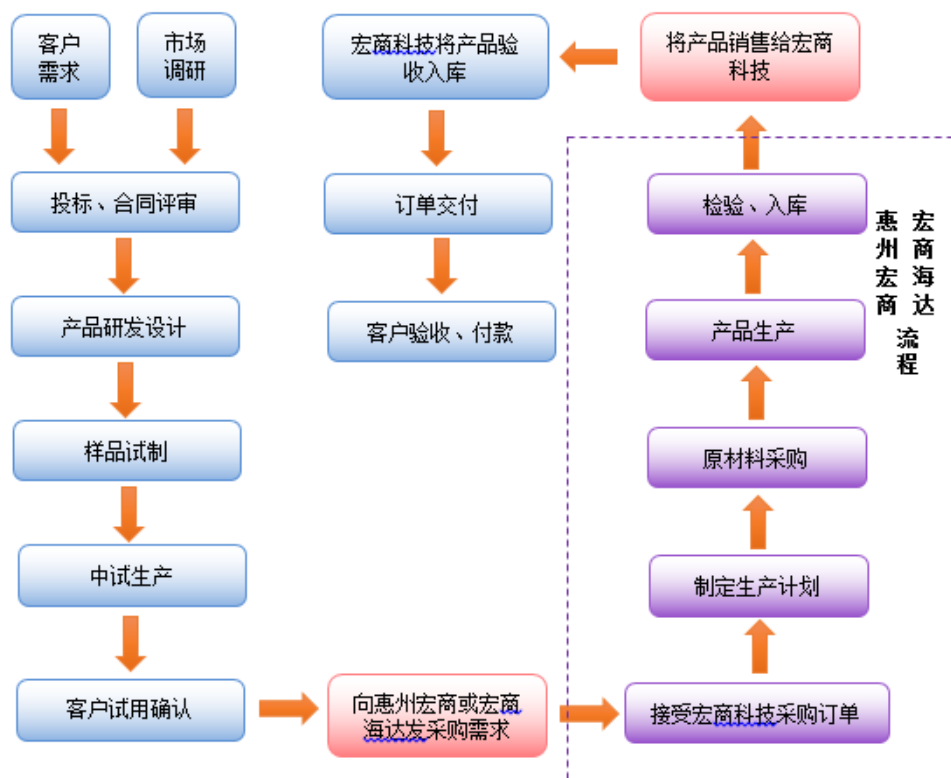 客户
需求
市场
调研
投标、合同评审
产品研发设计
样品试制
中试生产
客户试用确认
向惠州宏商或宏商
海达发采购需求
接受宏商科技采购订单
制定生产计划
原材料采购
产品生产
检验、入库
将产品销售给宏商
科技
宏商科技将产品验
收入库
订单交付
客户验收、付款
惠州宏商
宏商海达
流程